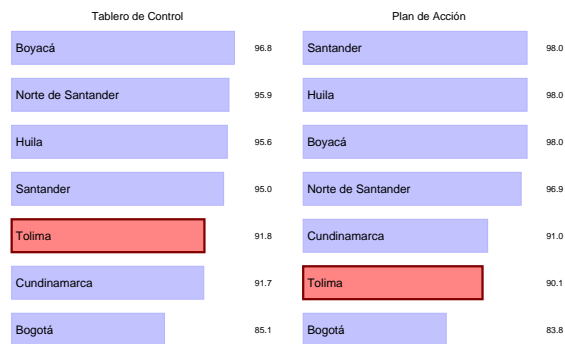 Tablero de Control
Boyacá 96.8
Norte de Santander 95.9
Huila 95.6
Santander 95.0
Tolima 91.8
Cundinamarca 91.7
Bogotá 85.1
Plan de Acción
Santander 98.0
Huila 98.0
Boyacá 98.0
Norte de Santander 96.9
Cundinamarca 91.0
Tolima 90.1
Bogotá 83.8